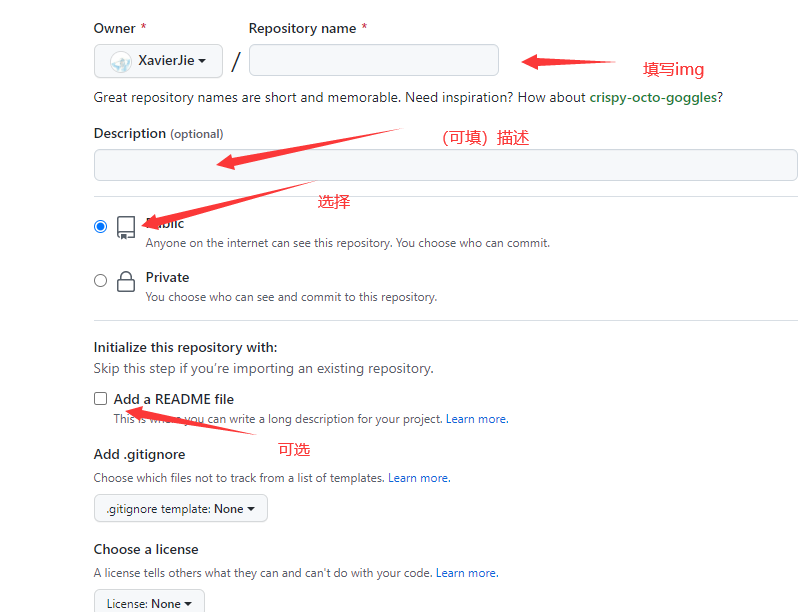 Owner * Repository name *
XavierJie /
填写img
Great repository names are short and memorable. Need inspiration? How about crispy-octo-goggles?
Description (optional)
(可填) 描述
选择
Public
Anyone on the internet can see this repository. You choose who can commit.
Private
You choose who can see and commit to this repository.
Initialize this repository with:
Skip this step if you're importing an existing repository.
Add a README file
This is where you can write a long description for your project. Learn more.
可选
Add .gitignore
Choose which files not to track from a list of templates. Learn more.
.gitignore template: None
Choose a license
A license tells others what they can and can't do with your code. Learn more.
License: None